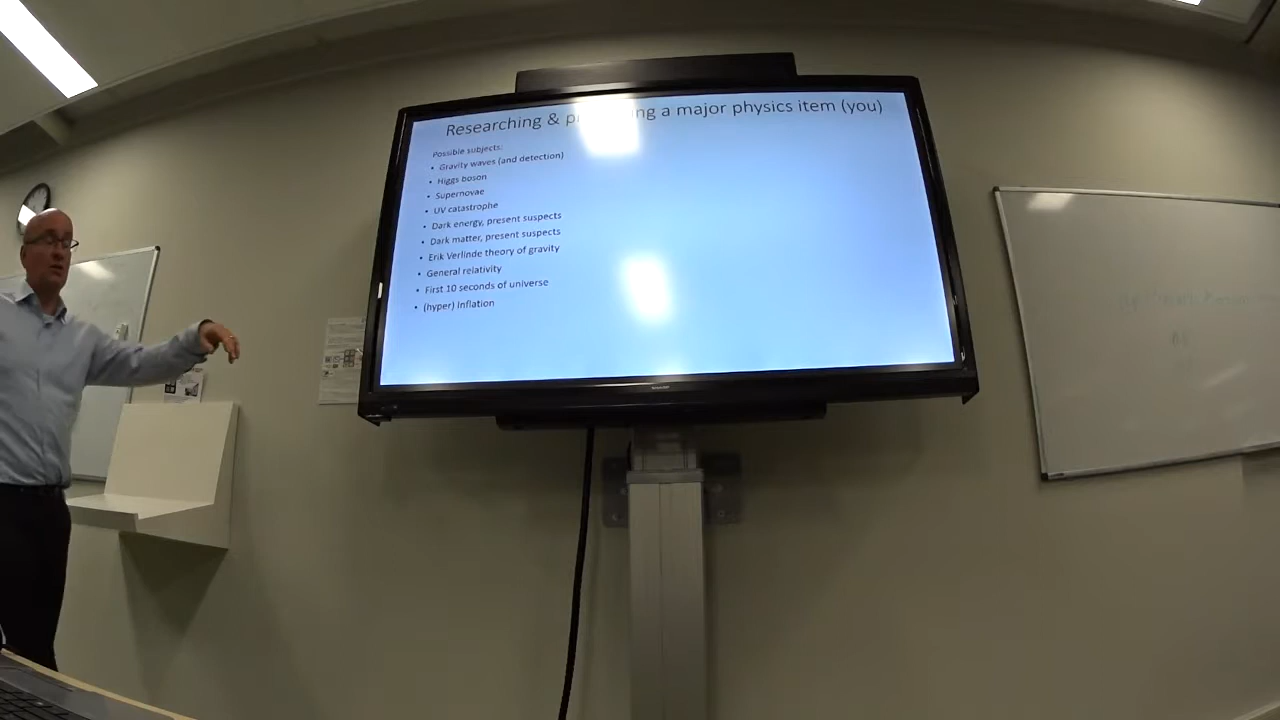 Researching & a major physics item (you)
Possible subjects:
• Gravity waves (and detection)
• Higgs boson
• Supernovae
• UV catastrophe
• Dark energy, present suspects
• Dark matter, present suspects
• Erik Verlinde theory of gravity
• General relativity
• First 10 seconds of universe
• (hyper) Inflation